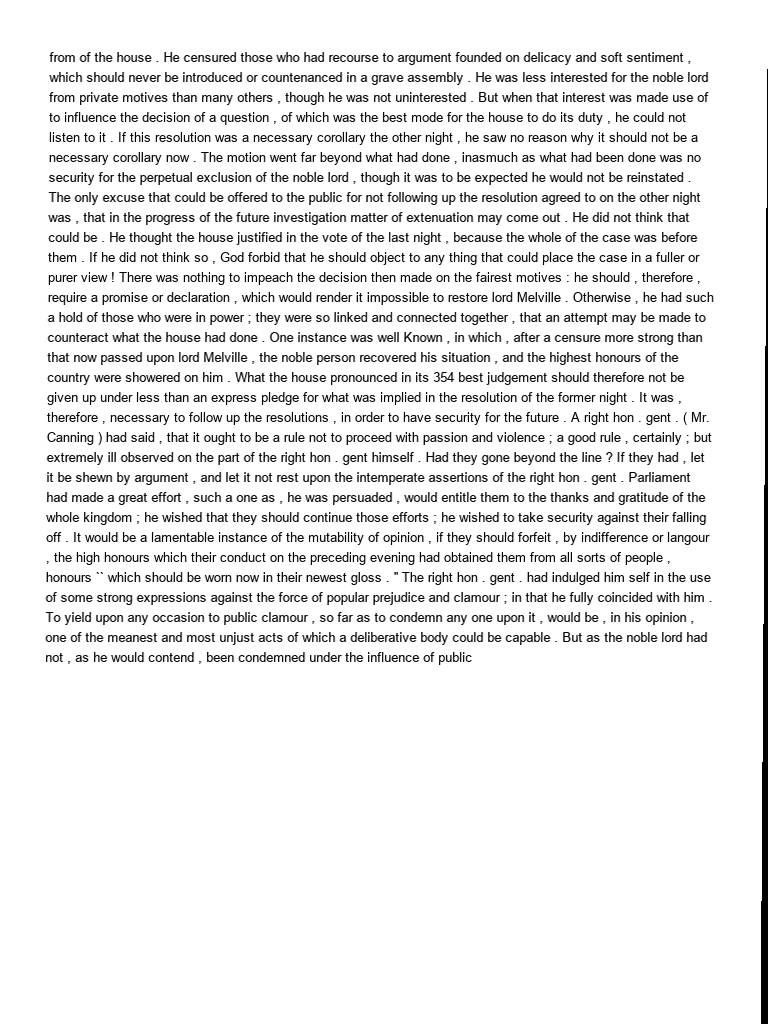 from of the house . He censured those who had recourse to argument founded on delicacy and soft sentiment ,
which should never be introduced or countenanced in a grave assembly . He was less interested for the noble lord
from private motives than many others , though he was not uninterested . But when that interest was made use of
to influence the decision of a question , of which was the best mode for the house to do its duty , he could not
listen to it . If this resolution was a necessary corollary the other night , he saw no reason why it should not be a
necessary corollary now . The motion went far beyond what had done , inasmuch as what had been done was no
security for the perpetual exclusion of the noble lord , though it was to be expected he would not be reinstated .
The only excuse that could be offered to the public for not following up the resolution agreed to on the other night
was , that in the progress of the future investigation matter of extenuation may come out . He did not think that
could be . He thought the house justified in the vote of the last night , because the whole of the case was before
them . If he did not think so , God forbid that he should object to any thing that could place the case in a fuller or
purer view ! There was nothing to impeach the decision then made on the fairest motives : he should , therefore ,
require a promise or declaration , which would render it impossible to restore lord Melville . Otherwise , he had such
a hold of those who were in power ; they were so linked and connected together , that an attempt may be made to
counteract what the house had done . One instance was well Known , in which , after a censure more strong than
that now passed upon lord Melville , the noble person recovered his situation , and the highest honours of the
country were showered on him . What the house pronounced in its 354 best judgement should therefore not be
given up under less than an express pledge for what was implied in the resolution of the former night . It was ,
therefore , necessary to follow up the resolutions , in order to have security for the future . A right hon . gent . ( Mr.
Canning ) had said , that it ought to be a rule not to proceed with passion and violence ; a good rule , certainly ; but
extremely ill observed on the part of the right hon . gent himself . Had they gone beyond the line ? If they had , let
it be shewn by argument , and let it not rest upon the intemperate assertions of the right hon . gent . Parliament
had made a great effort , such a one as , he was persuaded , would entitle them to the thanks and gratitude of the
whole kingdom ; he wished that they should continue those efforts ; he wished to take security against their falling
off . It would be a lamentable instance of the mutability of opinion , if they should forfeit , by indifference or langour
, the high honours which their conduct on the preceding evening had obtained them from all sorts of people ,
honours `` which should be worn now in their newest gloss . '' The right hon . gent . had indulged him self in the use
of some strong expressions against the force of popular prejudice and clamour ; in that he fully coincided with him .
To yield upon any occasion to public clamour , so far as to condemn any one upon it , would be , in his opinion ,
one of the meanest and most unjust acts of which a deliberative body could be capable . But as the noble lord had
not , as he would contend , been condemned under the influence of public